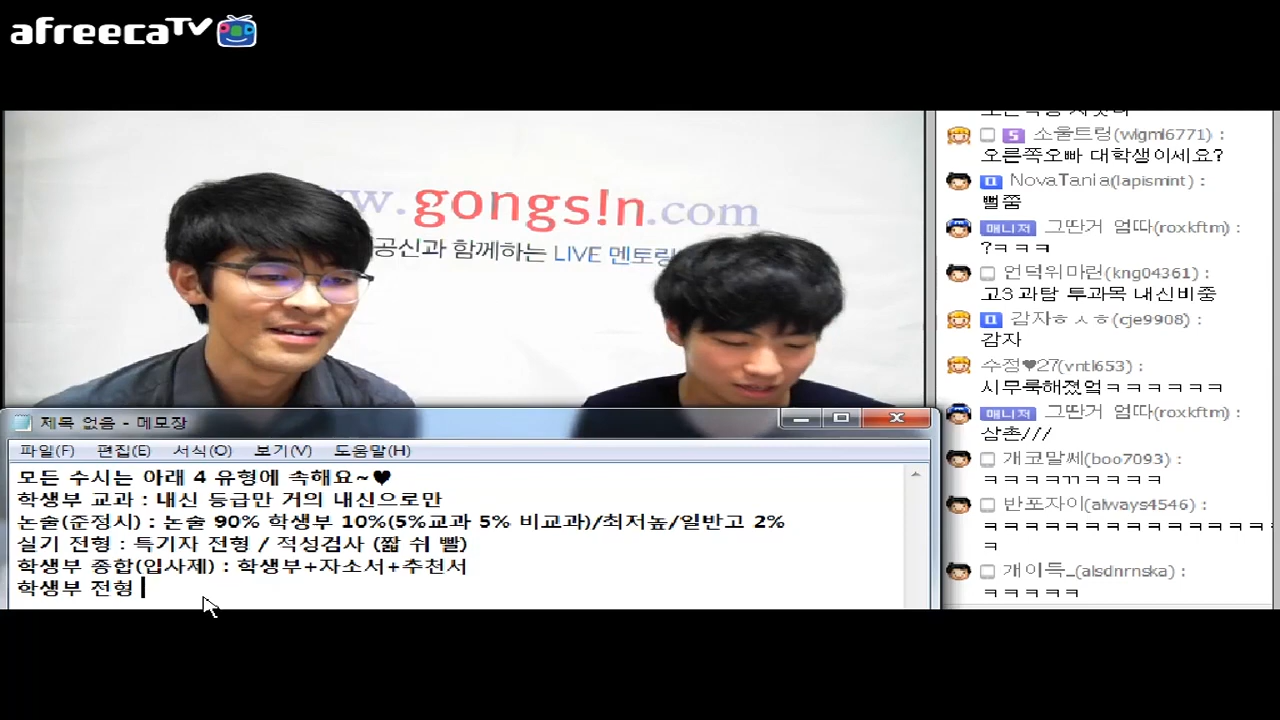 afreecaTV
www.gongs!n.com
공신과 함께하는 LIVE 멘토링
소울트렁(wlgml6771) :
오른쪽오빠 대학생이세요?
NovaTania(lapismint) :
뻘쭘
매니저 그딴거 엄따(roxkftm) :
?ㅋㅋㅋ
언덕위마린(kng04361) :
고3 과탐 투과목 내신비중
감자ㅎㅅㅎ(cje9908) :
감자
수정♥27(vntl653) :
시무룩해졌엌ㅋㅋㅋㅋㅋㅋ
매니저 그딴거 엄따(roxkftm) :
상촌///
개코말쎄(boo7093) :
ㅋㅋㅋㅋㄲㅋㅋㅋㅋ
반포자이(always4546) :
ㅋㅋㅋㅋㅋㅋㅋㅋㅋㅋㅋㅋㅋㅋ
ㅋ
개이득_(alsdnrnska) :
ㅋㅋㅋㅋㅋ
제목 없음 - 메모장
파일(F) 편집(E) 서식(O) 보기(V) 도움말(H)
모든 수시는 아래 4 유형에 속해요~♥
학생부 교과 : 내신 등급만 거의 내신으로만
논술(준정시) : 논술 90% 학생부 10%(5%교과 5% 비교과)/최저높/일반고 2%
실기 전형 : 특기자 전형 / 적성검사 (짧 쉬 빨)
학생부 종합(입사제) : 학생부+자소서+추천서
학생부 전형